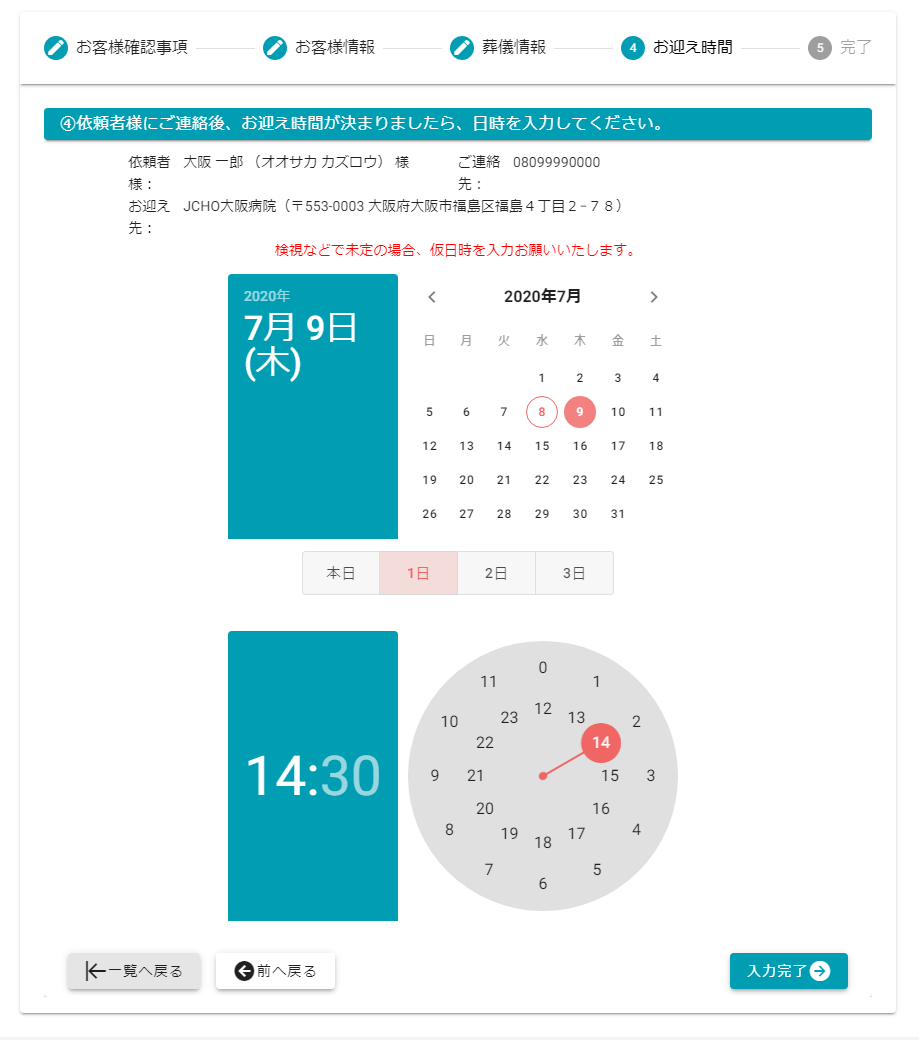 お客様確認事項 お客様情報 葬儀情報 4 お迎え時間 5 完了
④依頼者様にご連絡後、お迎え時間が決まりましたら、日時を入力してください。
依頼者様： 大阪 一郎 （オオサカ カズロウ） 様 ご連絡先： 08099990000
お迎え先： JCHO大阪病院（〒553-0003 大阪府大阪市福島区福島４丁目２−７８）
検視などで未定の場合、仮日時を入力お願いいたします。
2020年
7月 9日
(木)
2020年7月
日 月 火 水 木 金 土
1 2 3 4
5 6 7 8 9 10 11
12 13 14 15 16 17 18
19 20 21 22 23 24 25
26 27 28 29 30 31
本日 1日 2日 3日
14:30
0
11 1
12
23 13
10 2
22 14
9 21 15 3
20 16
8 4
19 17
18
7 5
6
一覧へ戻る 前へ戻る 入力完了